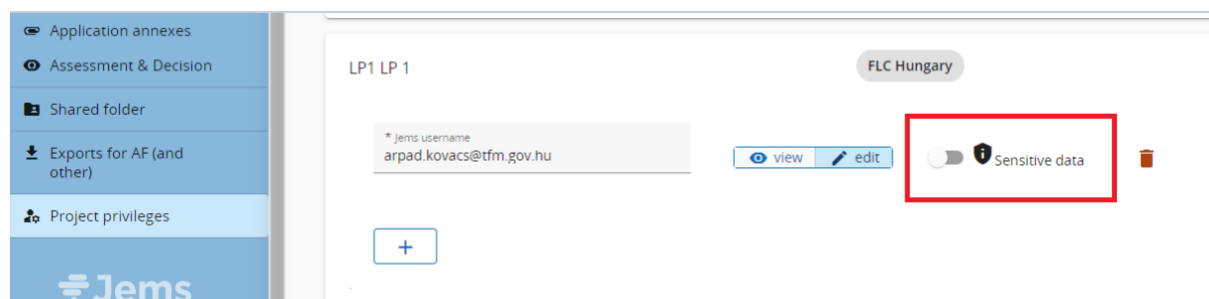 Application annexes
Assessment & Decision
Shared folder
Exports for AF (and
other)
Project privileges
Jems
LP1 LP 1
FLC Hungary
* Jems username
arpad.kovacs@tfm.gov.hu
view
edit
Sensitive data
+